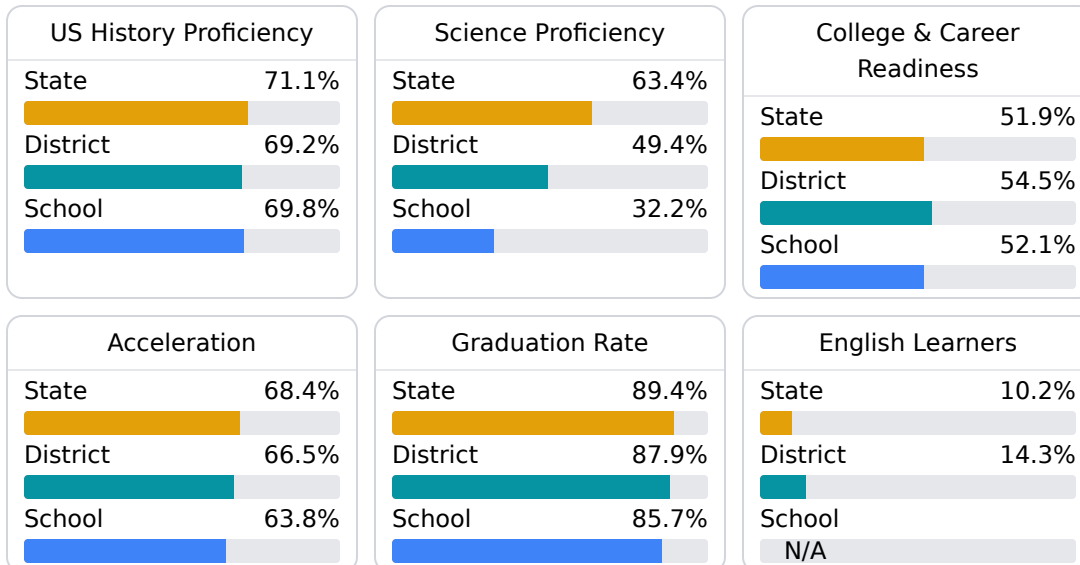 US History Proficiency
State 71.1%
District 69.2%
School 69.8%
Science Proficiency
State 63.4%
District 49.4%
School 32.2%
College & Career
Readiness
State 51.9%
District 54.5%
School 52.1%
Acceleration
State 68.4%
District 66.5%
School 63.8%
Graduation Rate
State 89.4%
District 87.9%
School 85.7%
English Learners
State 10.2%
District 14.3%
School
N/A